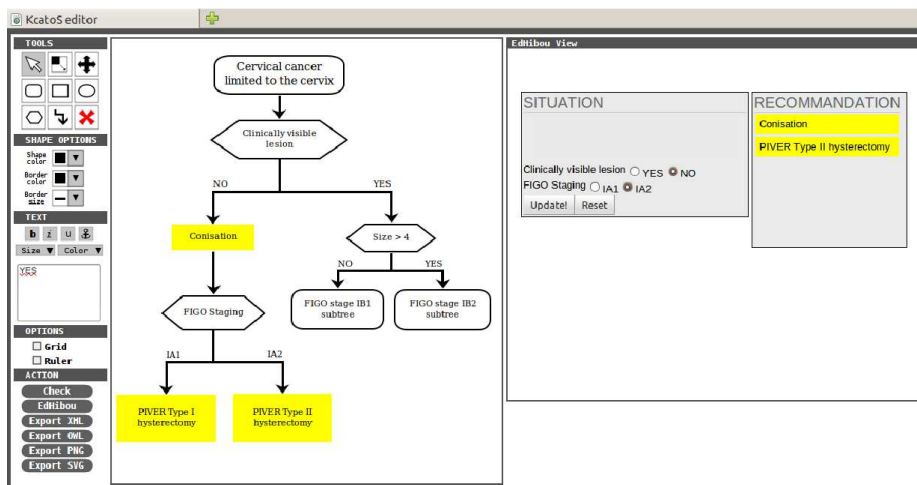 KcatoS editor
TOOLS
SHAPE OPTIONS
Shape
color
Border
color
Border
size
TEXT
b i U
Size ▼ Color ▼
YES
OPTIONS
Grid
Ruler
ACTION
Check
EdHibou
Export XML
Export OWL
Export PNG
Export SVG
Cervical cancer
limited to the cervix
Clinically visible
lesion
NO
YES
Conisation
Size > 4
NO
YES
FIGO stage IB1
subtree
FIGO stage IB2
subtree
FIGO Staging
IA1
IA2
PIVER Type I
hysterectomy
PIVER Type II
hysterectomy
EdHibou View
SITUATION
Clinically visible lesion YES NO
FIGO Staging IA1 IA2
Update! Reset
RECOMMANDATION
Conisation
PIVER Type II hysterectomy